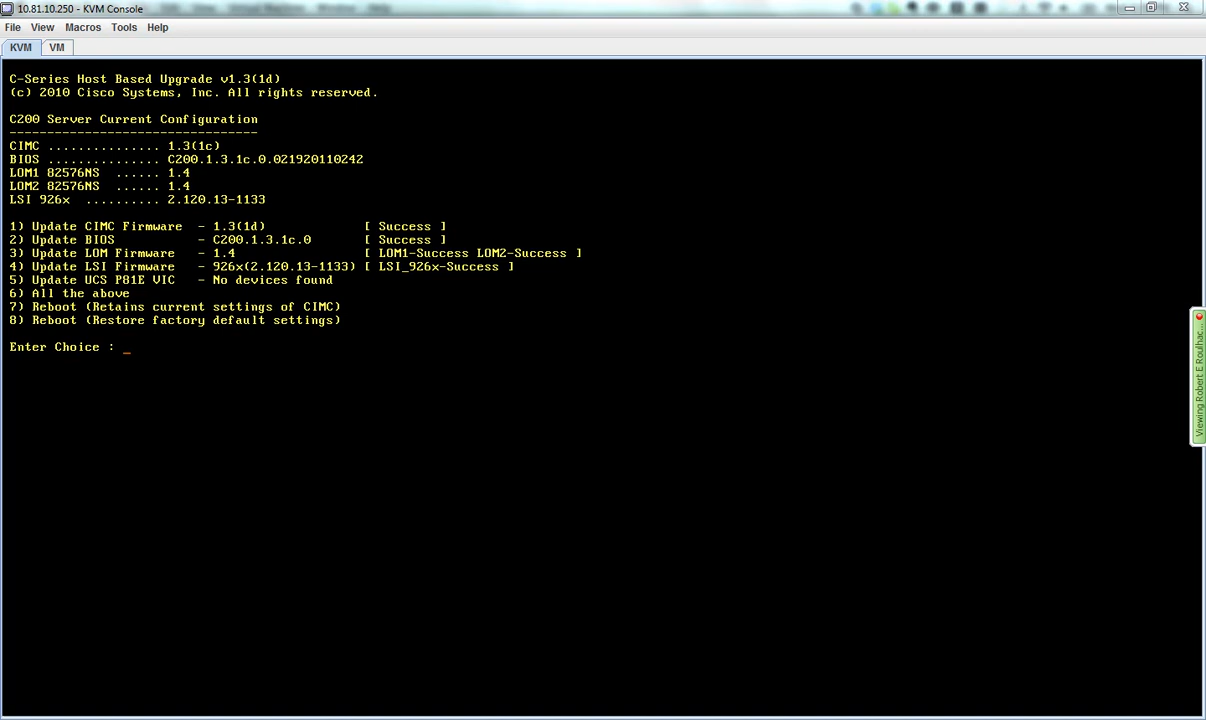 10.81.10.250 - KVM Console
File View Macros Tools Help
KVM VM
C-Series Host Based Upgrade v1.3(1d)
(c) 2010 Cisco Systems, Inc. All rights reserved.
C200 Server Current Configuration
---------------------------------
CIMC ............... 1.3(1c)
BIOS ............... C200.1.3.1c.0.021920110242
LOM1 82576NS ...... 1.4
LOM2 82576NS ...... 1.4
LSI 926x .......... 2.120.13-1133
1) Update CIMC Firmware - 1.3(1d) [ Success ]
2) Update BIOS - C200.1.3.1c.0 [ Success ]
3) Update LOM Firmware - 1.4 [ LOM1-Success LOM2-Success ]
4) Update LSI Firmware - 926x(2.120.13-1133) [ LSI_926x-Success ]
5) Update UCS P81E VIC - No devices found
6) All the above
7) Reboot (Retains current settings of CIMC)
8) Reboot (Restore factory default settings)
Enter Choice : _
Viewing Robert E Roulhac...